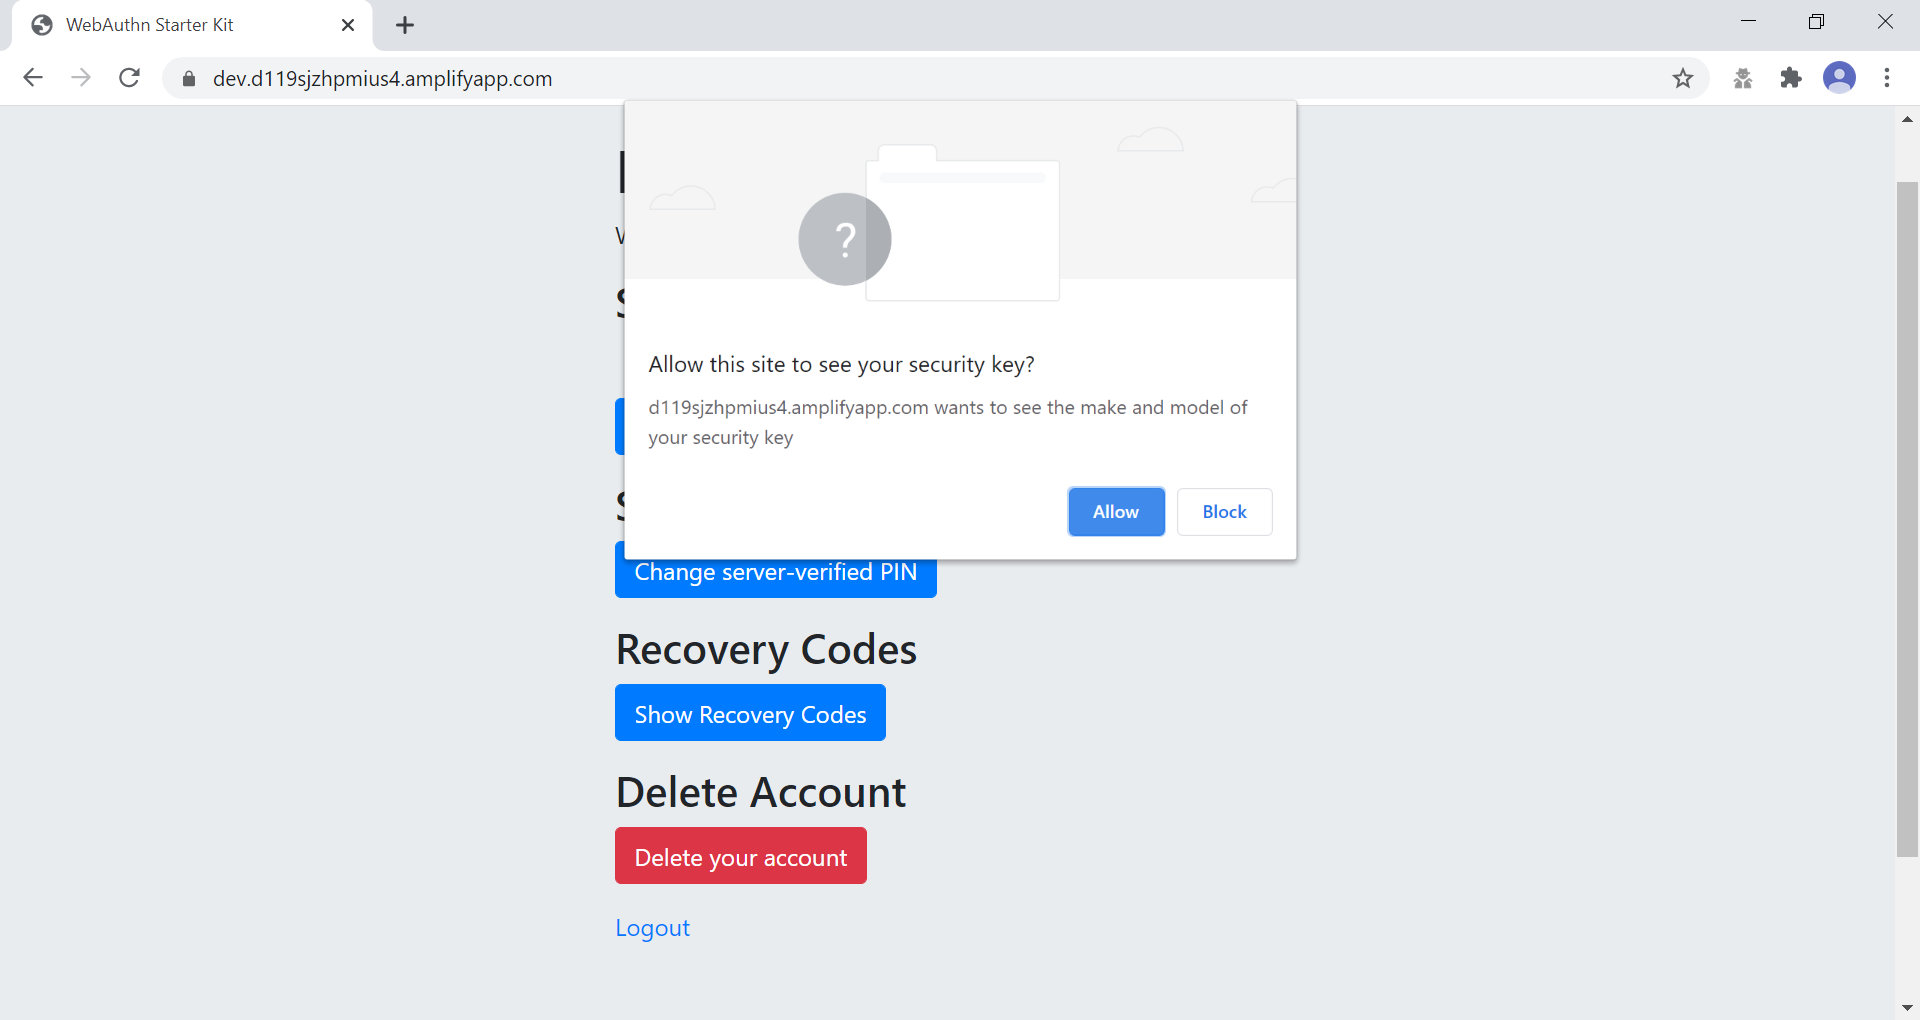 WebAuthn Starter Kit
dev.d119sjzhpmius4.amplifyapp.com
?
Allow this site to see your security key?
d119sjzhpmius4.amplifyapp.com wants to see the make and model of
your security key
Allow
Block
Change server-verified PIN
Recovery Codes
Show Recovery Codes
Delete Account
Delete your account
Logout